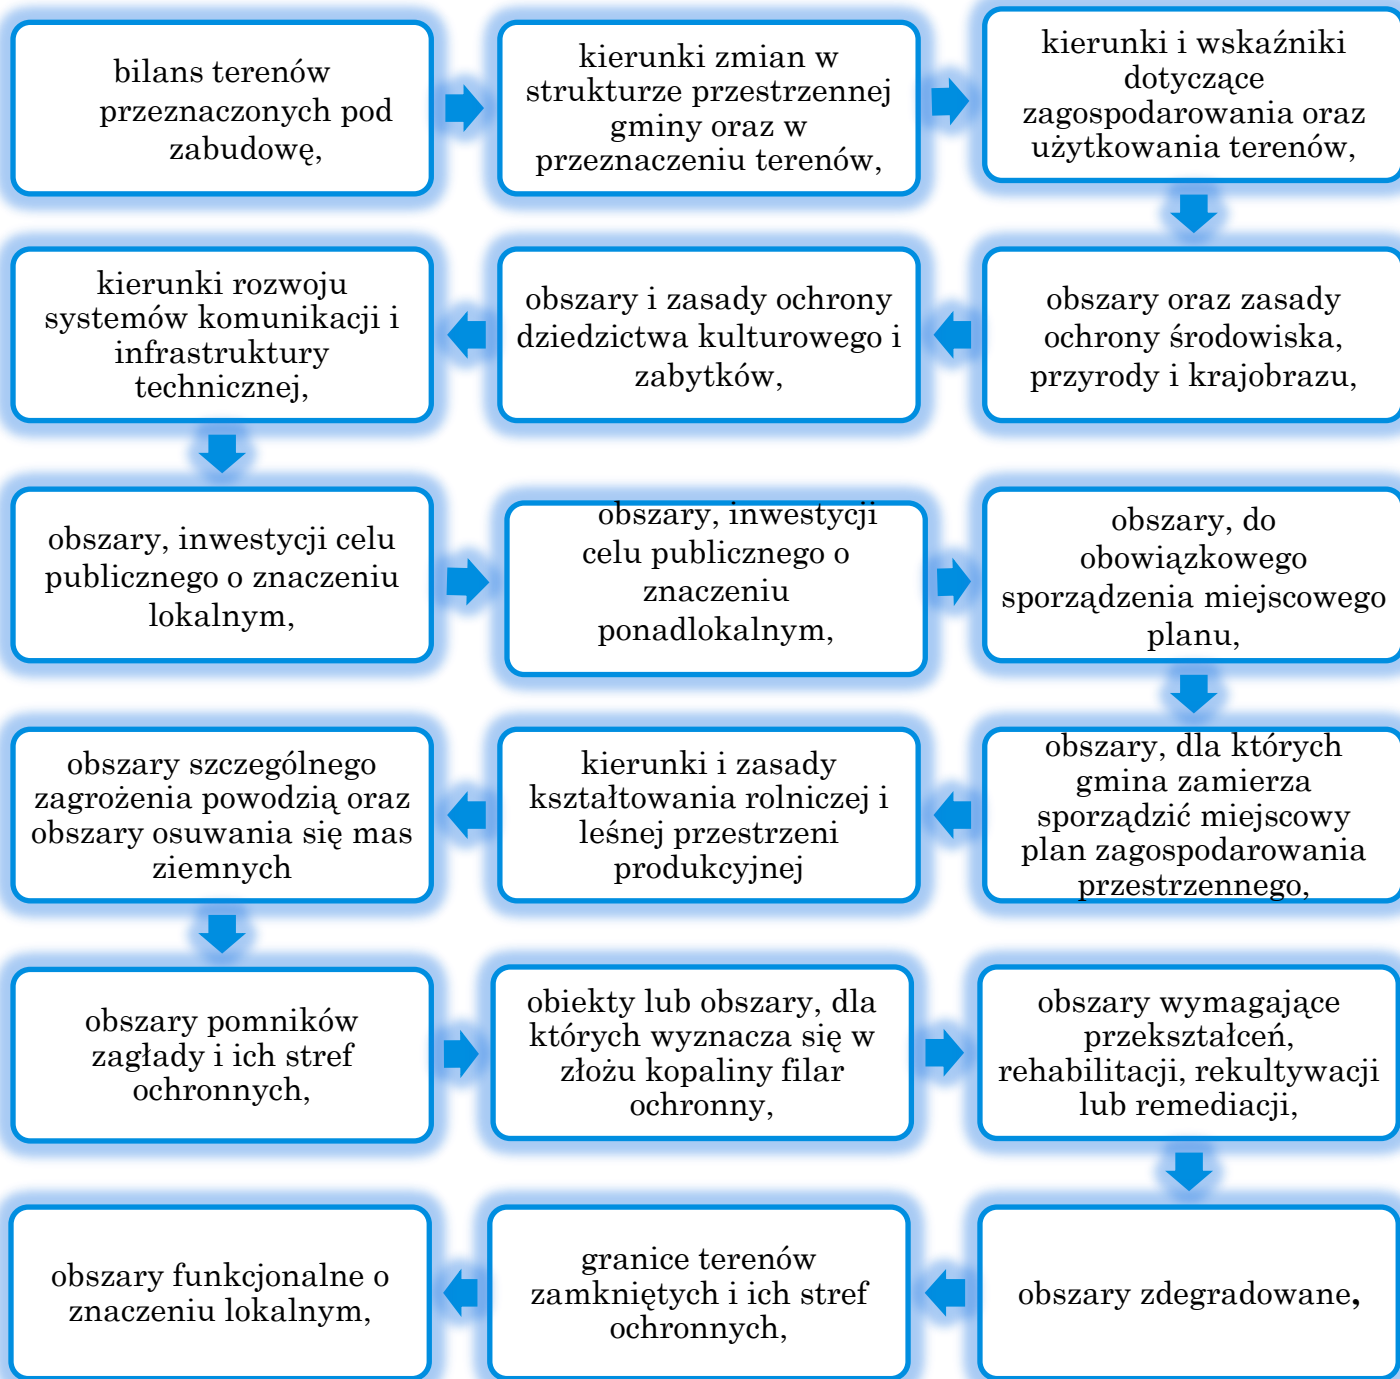 bilans terenów
przeznaczonych pod
zabudowę,
kierunki zmian w
strukturze przestrzennej
gminy oraz w
przeznaczeniu terenów,
kierunki i wskaźniki
dotyczące
zagospodarowania oraz
użytkowania terenów,
obszary oraz zasady
ochrony środowiska,
przyrody i krajobrazu,
obszary i zasady ochrony
dziedzictwa kulturowego i
zabytków,
kierunki rozwoju
systemów komunikacji i
infrastruktury
technicznej,
obszary, inwestycji celu
publicznego o znaczeniu
lokalnym,
obszary, inwestycji
celu publicznego o
znaczeniu
ponadlokalnym,
obszary, do
obowiązkowego
sporządzenia miejscowego
planu,
obszary, dla których
gmina zamierza
sporządzić miejscowy
plan zagospodarowania
przestrzennego,
kierunki i zasady
kształtowania rolniczej i
leśnej przestrzeni
produkcyjnej
obszary szczególnego
zagrożenia powodzią oraz
obszary osuwania się mas
ziemnych
obszary pomników
zagłady i ich stref
ochronnych,
obiekty lub obszary, dla
których wyznacza się w
złożu kopaliny filar
ochronny,
obszary wymagające
przekształceń,
rehabilitacji, rekultywacji
lub remediacji,
obszary zdegradowane,
granice terenów
zamkniętych i ich stref
ochronnych,
obszary funkcjonalne o
znaczeniu lokalnym,